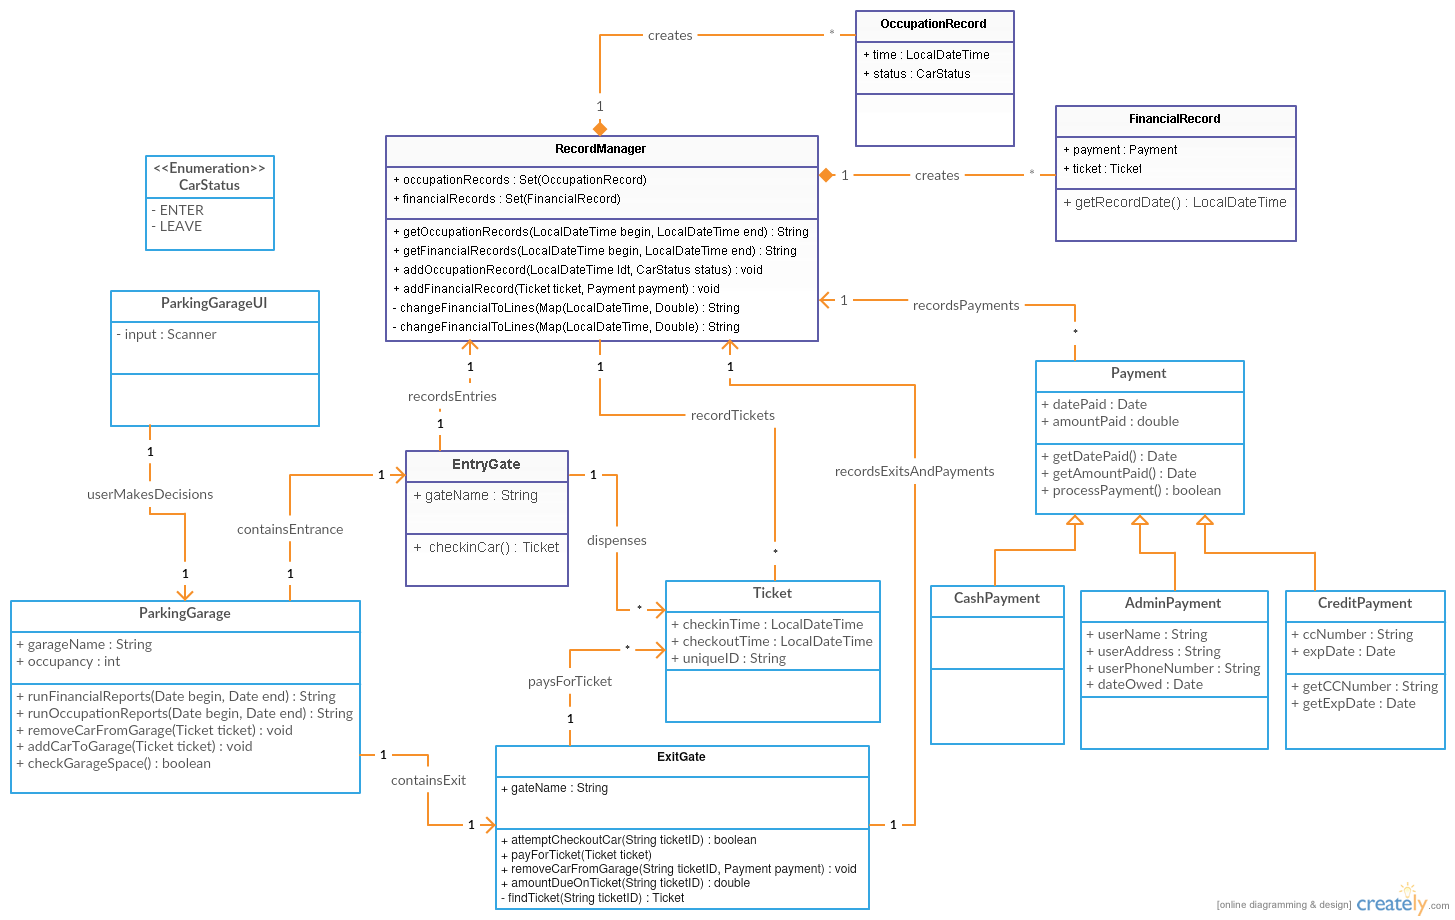 OccupationRecord
+ time : LocalDateTime
+ status : CarStatus
creates
*
1
FinancialRecord
+ payment : Payment
+ ticket : Ticket
+ getRecordDate() : LocalDateTime
1
creates
*
RecordManager
+ occupationRecords : Set(OccupationRecord)
+ financialRecords : Set(FinancialRecord)
+ getOccupationRecords(LocalDateTime begin, LocalDateTime end) : String
+ getFinancialRecords(LocalDateTime begin, LocalDateTime end) : String
+ addOccupationRecord(LocalDateTime ldt, CarStatus status) : void
+ addFinancialRecord(Ticket ticket, Payment payment) : void
- changeFinancialToLines(Map(LocalDateTime, Double) : String
- changeFinancialToLines(Map(LocalDateTime, Double) : String
<<Enumeration>>
CarStatus
- ENTER
- LEAVE
ParkingGarageUI
- input : Scanner
1
recordsPayments
*
1
recordsEntries
1
1
recordTickets
*
1
recordsExitsAndPayments
1
Payment
+ datePaid : Date
+ amountPaid : double
+ getDatePaid() : Date
+ getAmountPaid() : Date
+ processPayment() : boolean
1
userMakesDecisions
1
1
containsEntrance
1
EntryGate
+ gateName : String
+ checkinCar() : Ticket
1
dispenses
*
Ticket
+ checkinTime : LocalDateTime
+ checkoutTime : LocalDateTime
+ uniqueID : String
CashPayment
AdminPayment
+ userName : String
+ userAddress : String
+ userPhoneNumber : String
+ dateOwed : Date
CreditPayment
+ ccNumber : String
+ expDate : Date
+ getCCNumber : String
+ getExpDate : Date
ParkingGarage
+ garageName : String
+ occupancy : int
+ runFinancialReports(Date begin, Date end) : String
+ runOccupationReports(Date begin, Date end) : String
+ removeCarFromGarage(Ticket ticket) : void
+ addCarToGarage(Ticket ticket) : void
+ checkGarageSpace() : boolean
*
paysForTicket
1
1
containsExit
1
ExitGate
+ gateName : String
+ attemptCheckoutCar(String ticketID) : boolean
+ payForTicket(Ticket ticket)
+ removeCarFromGarage(String ticketID, Payment payment) : void
+ amountDueOnTicket(String ticketID) : double
- findTicket(String ticketID) : Ticket
[online diagramming & design] creately.com